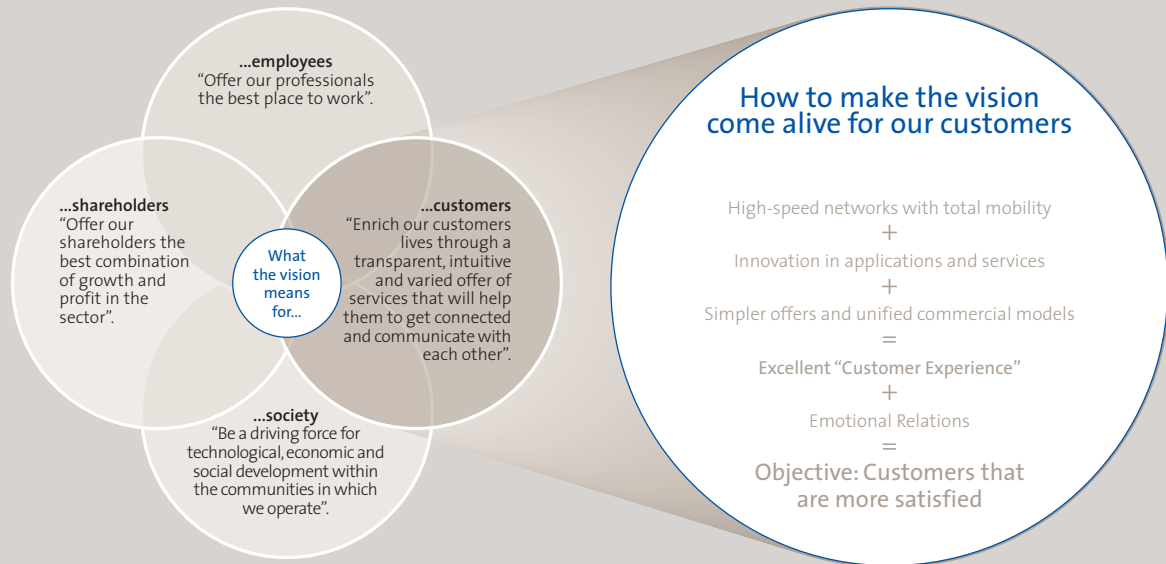 ...employees
“Offer our professionals
the best place to work”.
...shareholders
“Offer our
shareholders the
best combination
of growth and
profit in the
sector”.
What
the vision
means
for...
...customers
“Enrich our customers
lives through a
transparent, intuitive
and varied offer of
services that will help
them to get connected
and communicate with
each other”.
...society
“Be a driving force for
technological, economic and
social development within
the communities in which
we operate”.
How to make the vision
come alive for our customers
High-speed networks with total mobility
+
Innovation in applications and services
+
Simpler offers and unified commercial models
=
Excellent “Customer Experience”
+
Emotional Relations
=
Objective: Customers that
are more satisfied